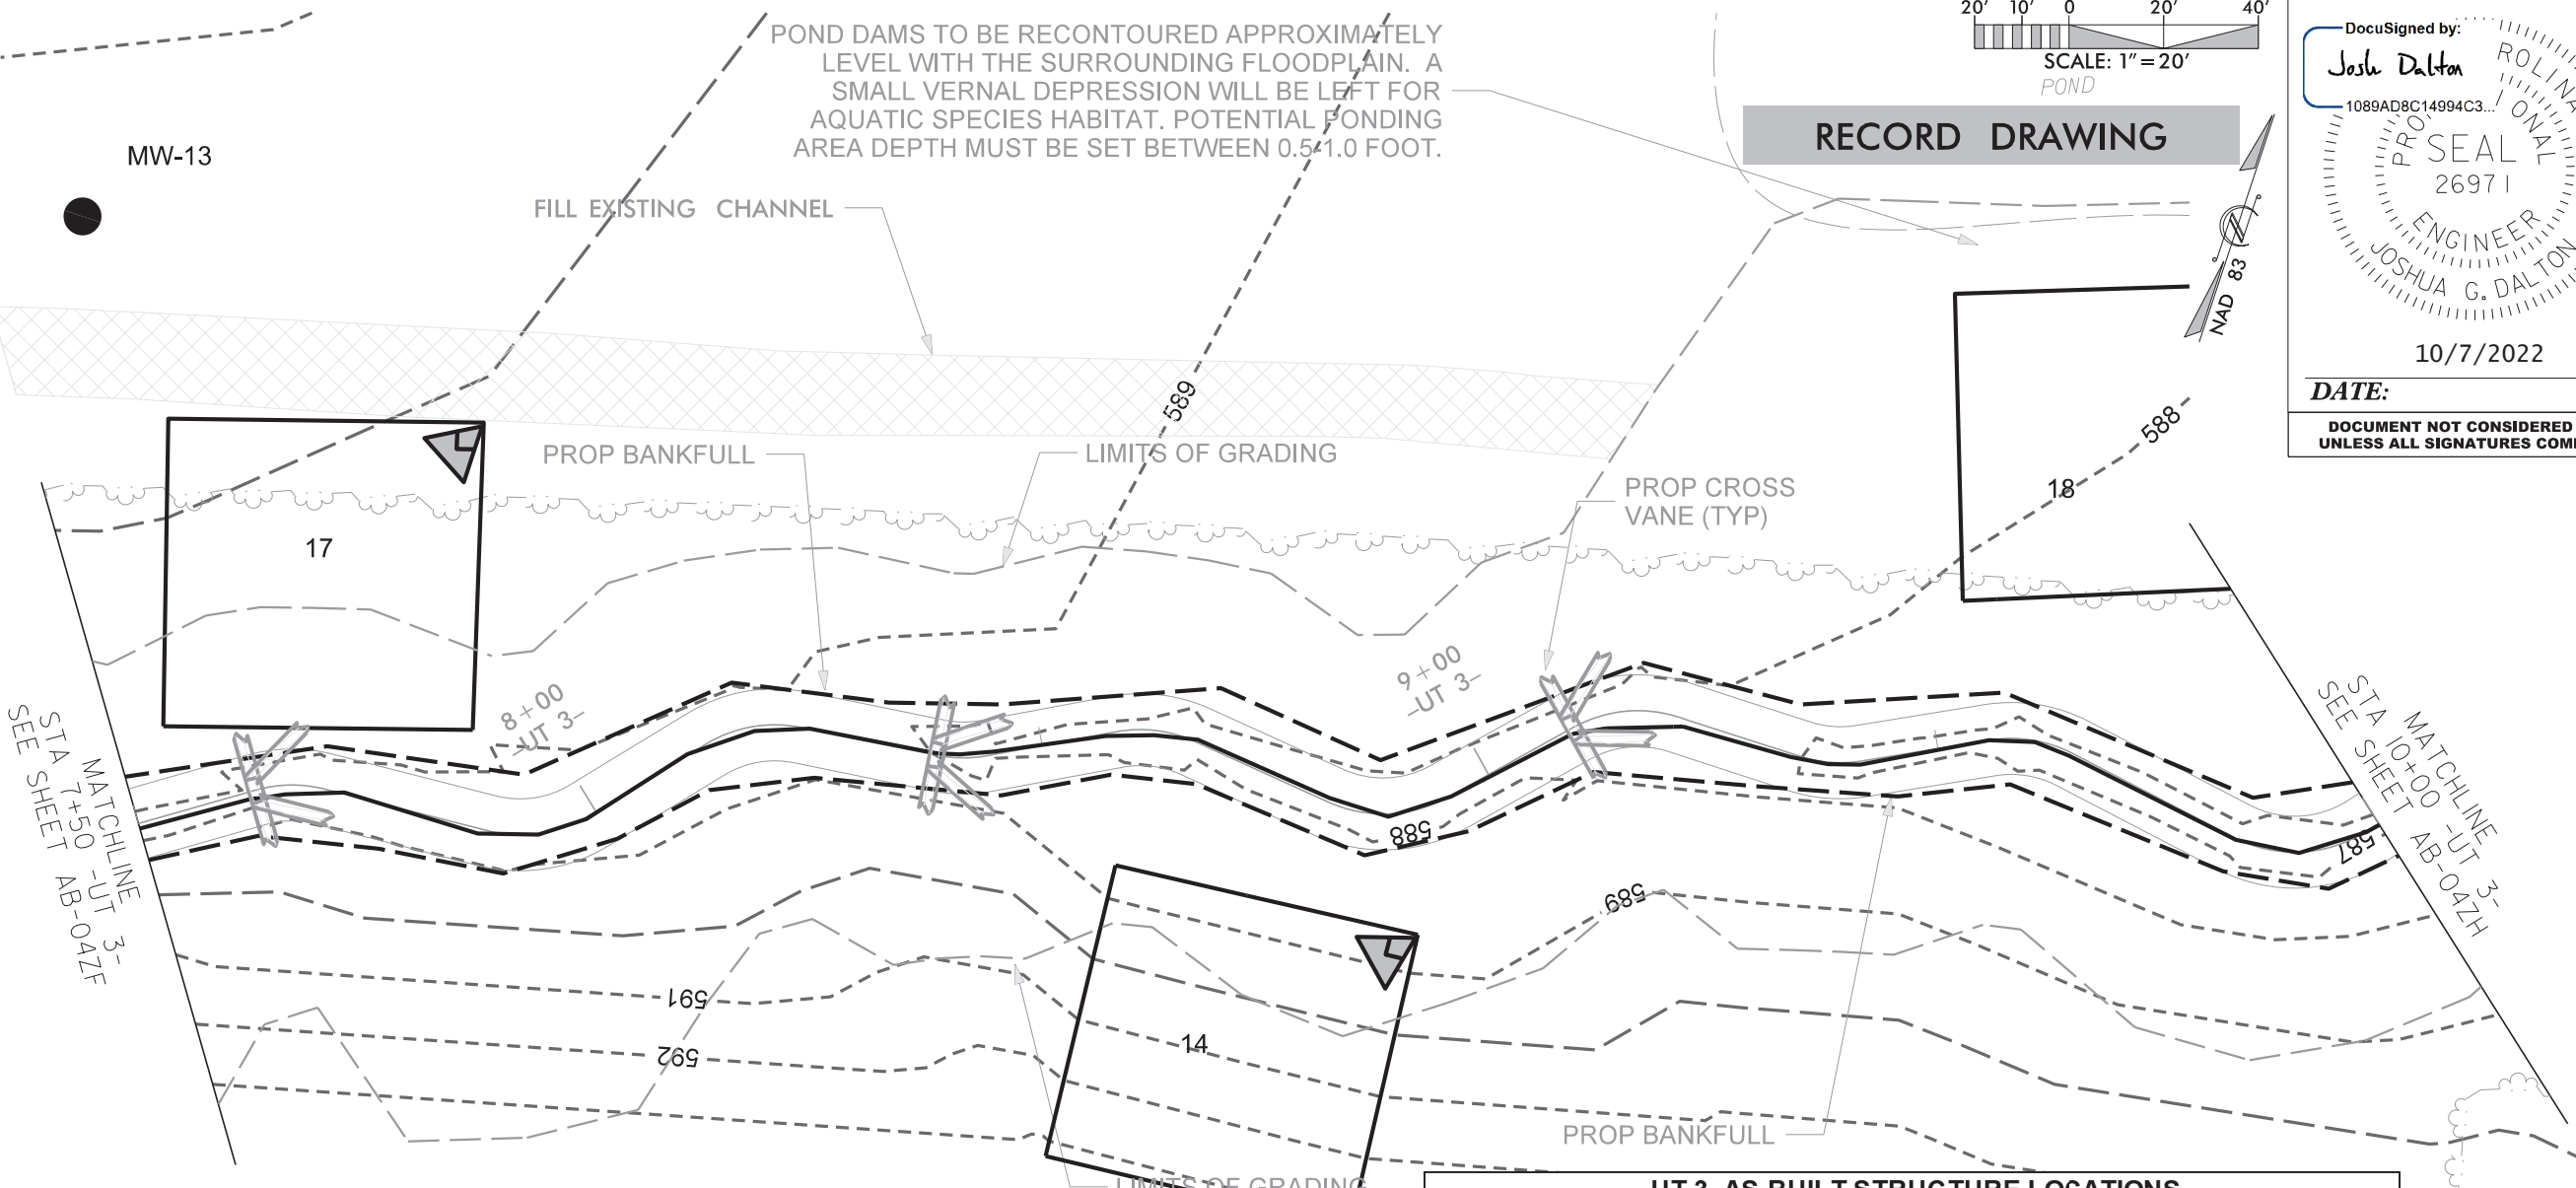 POND DAMS TO BE RECONTOURED APPROXIMATELY
LEVEL WITH THE SURROUNDING FLOODPLAIN. A
SMALL VERNAL DEPRESSION WILL BE LEFT FOR
AQUATIC SPECIES HABITAT. POTENTIAL PONDING
AREA DEPTH MUST BE SET BETWEEN 0.5-1.0 FOOT.
20' 10' 0 20' 40'
SCALE: 1"=20'
POND
RECORD DRAWING
DocuSigned by:
Josh Dalton
1089AD8C14994C3...
SEAL
26971
ENGINEER
JOSHUA G. DALTON
10/7/2022
DATE:
DOCUMENT NOT CONSIDERED
UNLESS ALL SIGNATURES
NAD 83
MW-13
FILL EXISTING CHANNEL
589
588
PROP BANKFULL
LIMITS OF GRADING
PROP CROSS
VANE (TYP)
17
18
8+00
-UT 3-
9+00
-UT 3-
MATCHLINE
STA 7+50 -UT 3-
SEE SHEET AB-04ZF
MATCHLINE
STA 10+00 -UT 3-
SEE SHEET AB-04ZH
588
587
589
591
592
14
PROP BANKFULL
LIMITS OF GRADING
UT 3 AS-BUILT STRUCTURE LOCATIONS